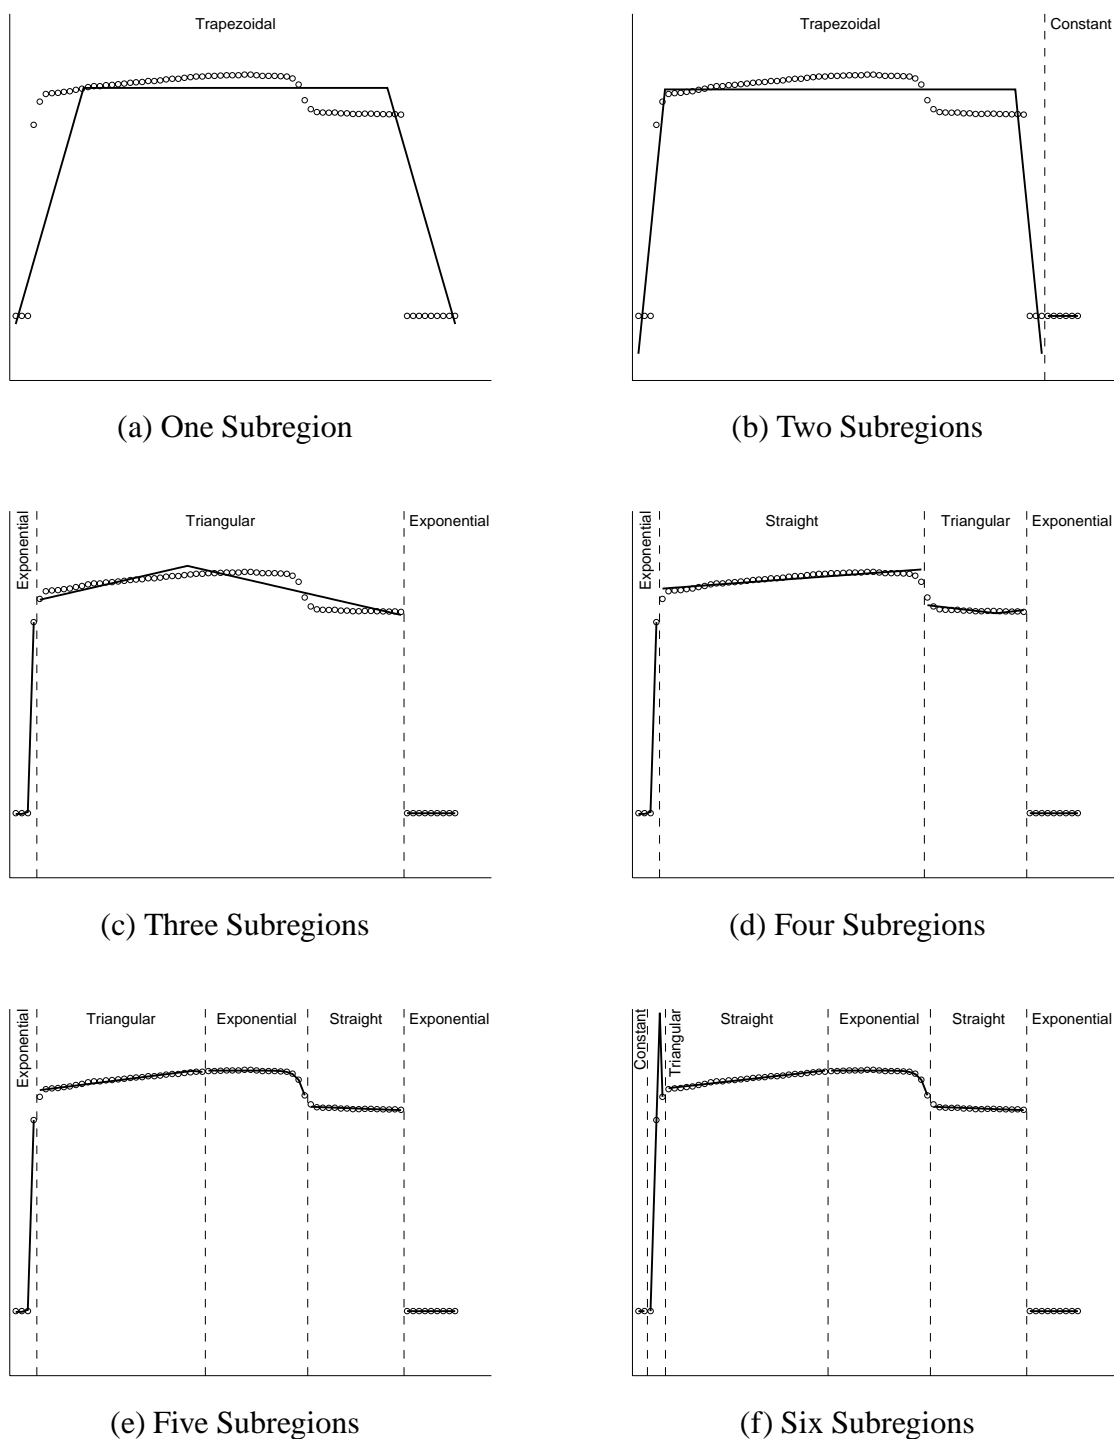 Trapezoidal
Trapezoidal Constant
(a) One Subregion
(b) Two Subregions
Exponential Triangular Exponential
Exponential Straight Triangular Exponential
(c) Three Subregions
(d) Four Subregions
Exponential Triangular Exponential Straight Exponential
Constant Triangular Straight Exponential Straight Exponential
(e) Five Subregions
(f) Six Subregions